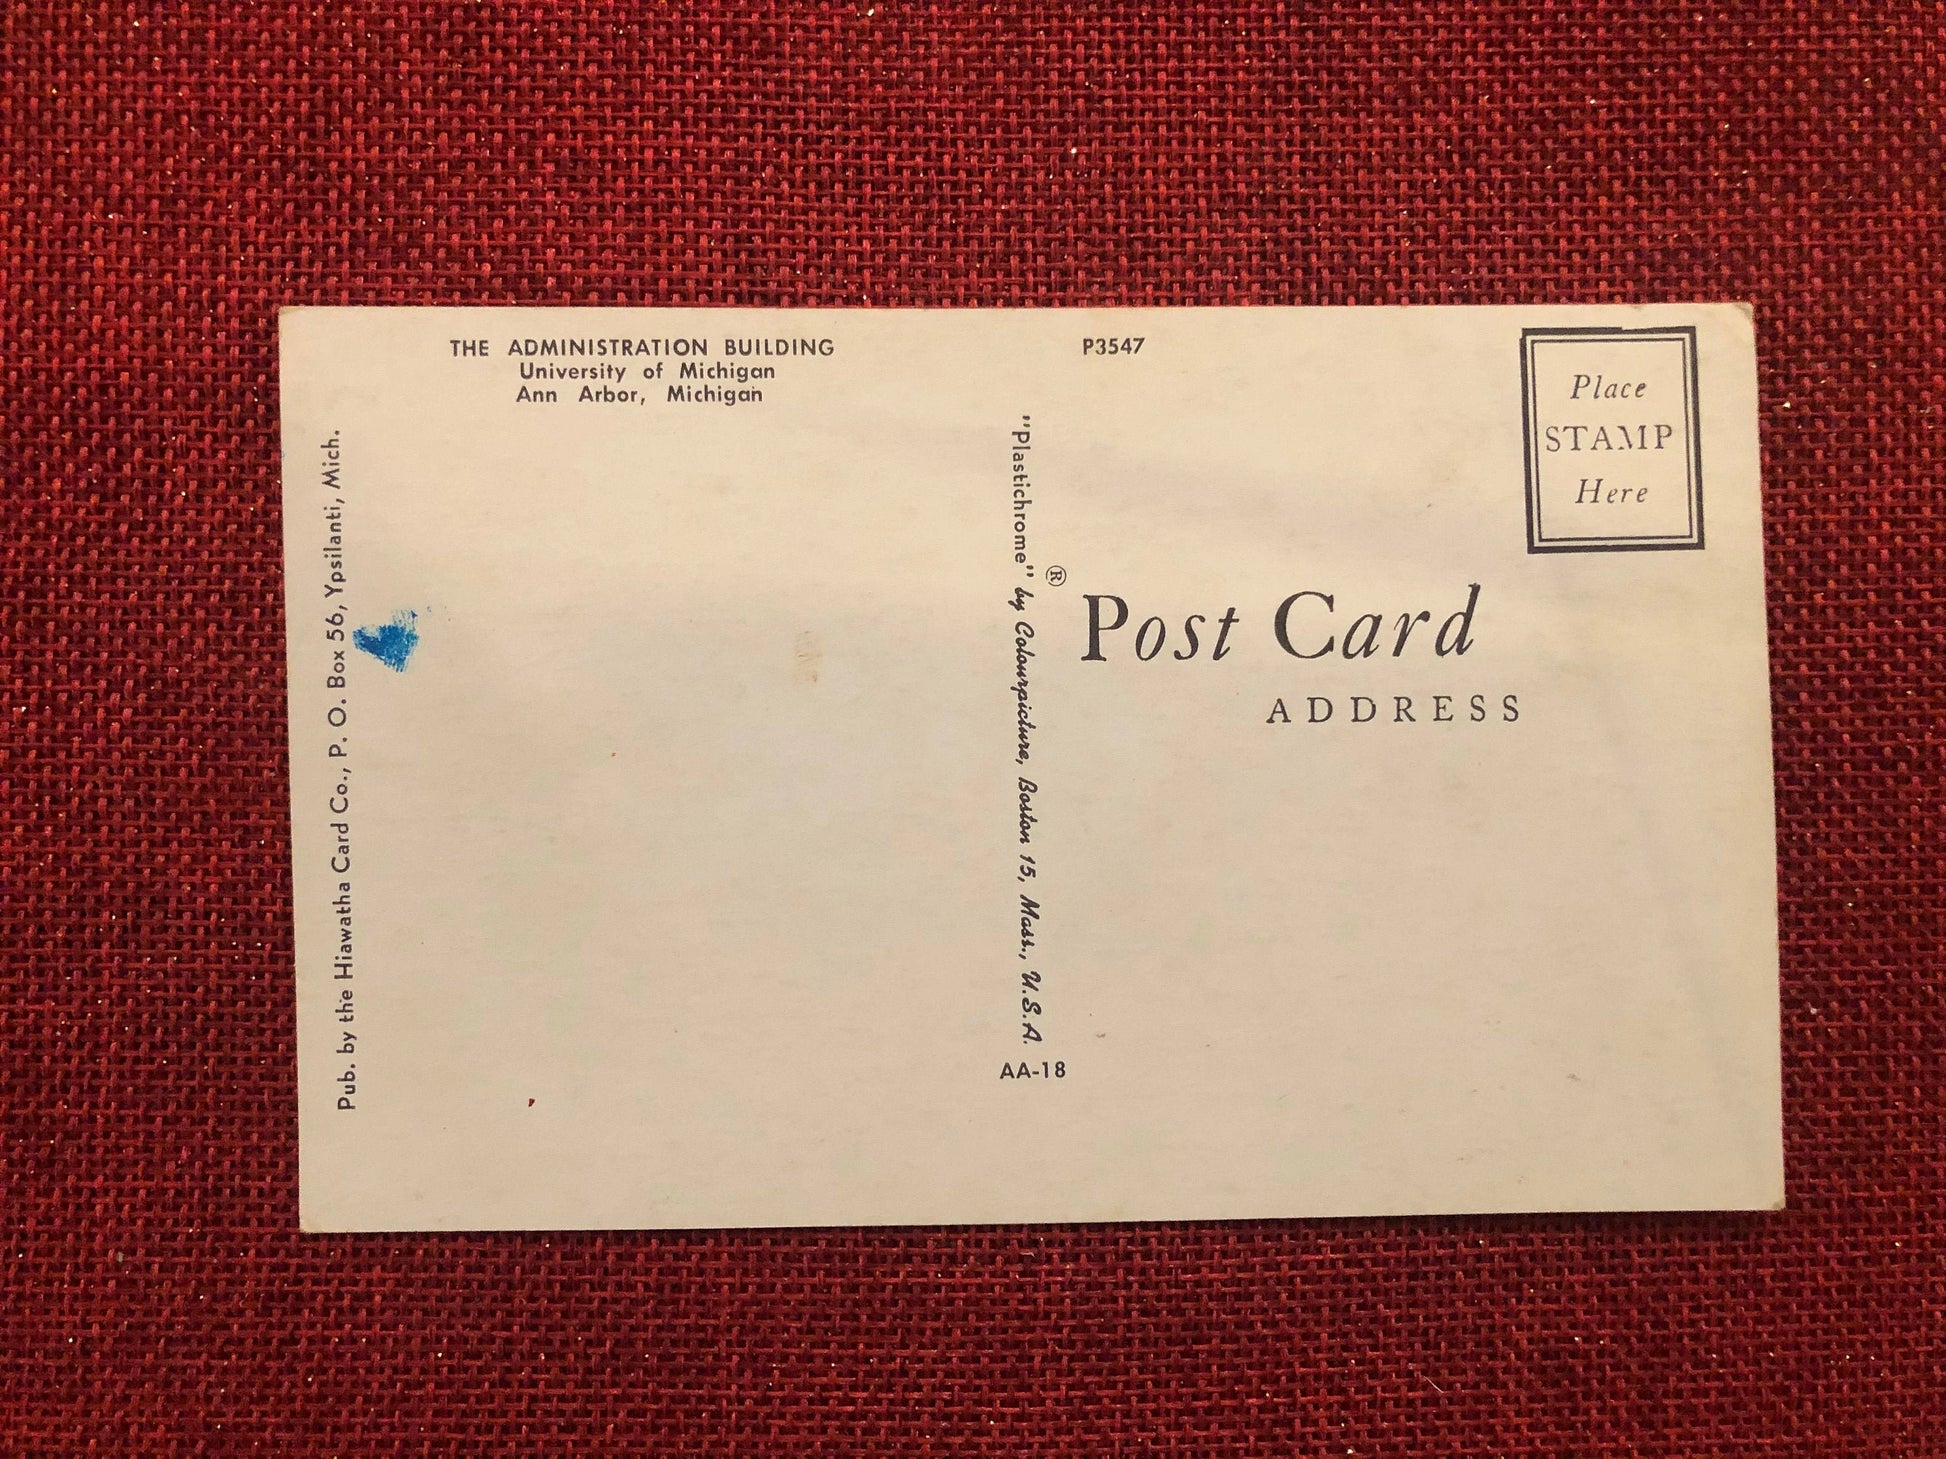 THE ADMINISTRATION BUILDING
University of Michigan
Ann Arbor, Michigan
Pub. by the Hiawatha Card Co., P. O. Box 56, Ypsilanti, Mich.
"Plastichrome" ® by Colourpicture, Boston 15, Mass., U.S.A.
AA-18
P3547
Place
STAMP
Here
Post Card
ADDRESS